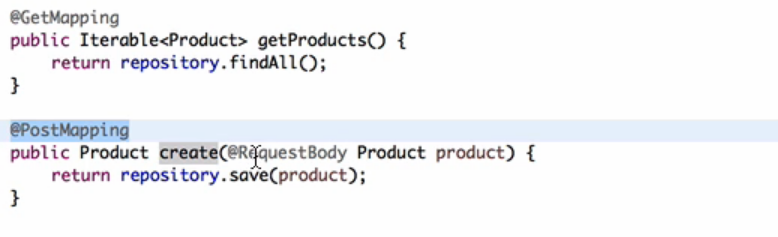 @GetMapping
public Iterable<Product> getProducts() {
    return repository.findAll();
}
@PostMapping
public Product create(@RequestBody Product product) {
    return repository.save(product);
}